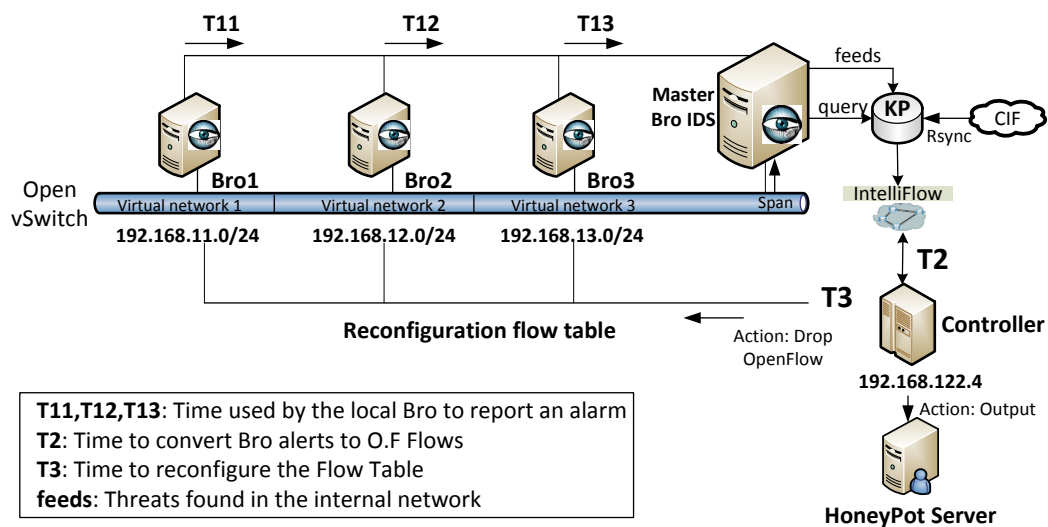 T11
T12
T13
feeds
Master
Bro IDS
query
KP
CIF
Rsync
Bro1
Bro2
Bro3
Open
vSwitch
Virtual network 1
Virtual network 2
Virtual network 3
Span
IntelliFlow
192.168.11.0/24
192.168.12.0/24
192.168.13.0/24
T2
T3
Reconfiguration flow table
Action: Drop
OpenFlow
Controller
192.168.122.4
Action: Output
HoneyPot Server
T11,T12,T13: Time used by the local Bro to report an alarm
T2: Time to convert Bro alerts to O.F Flows
T3: Time to reconfigure the Flow Table
feeds: Threats found in the internal network